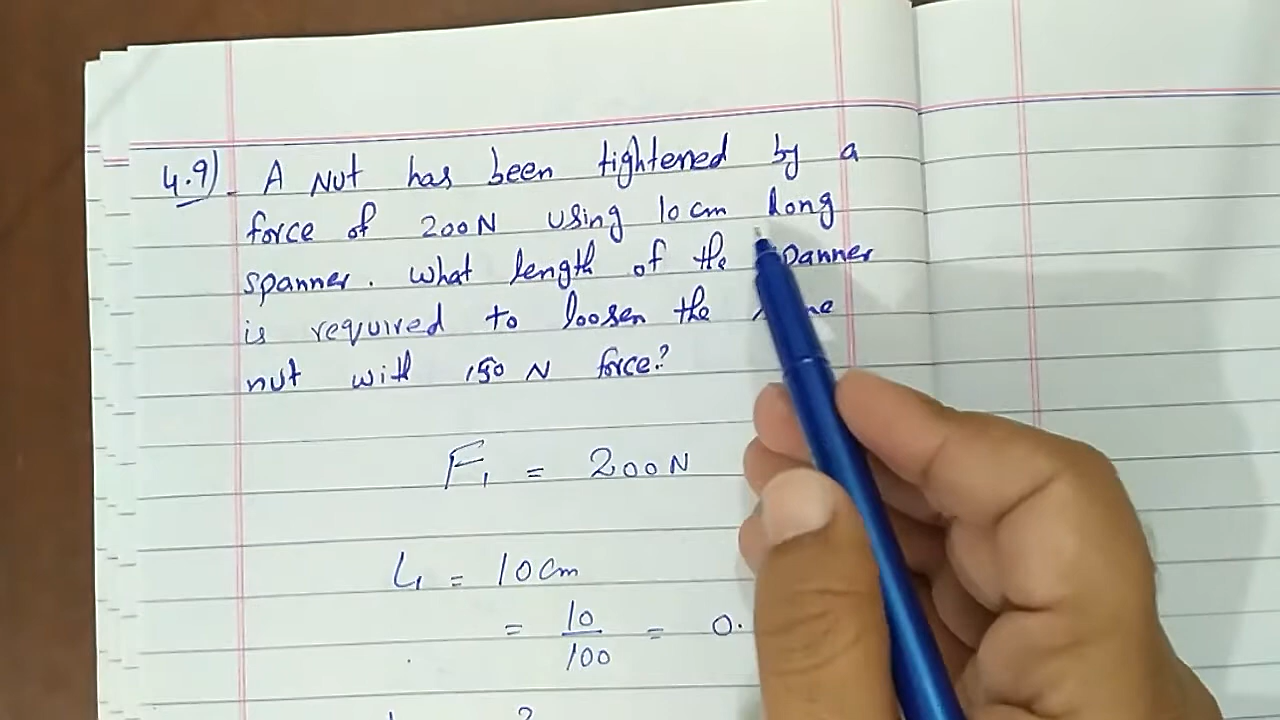 4.9) A Nut has been tightened by a
force of 200N using 10cm long
spanner. What length of the
is required to loosen the
nut with 150 N force?
F₁ = 200N
L₁ = 10cm
= 10/100 = 0.